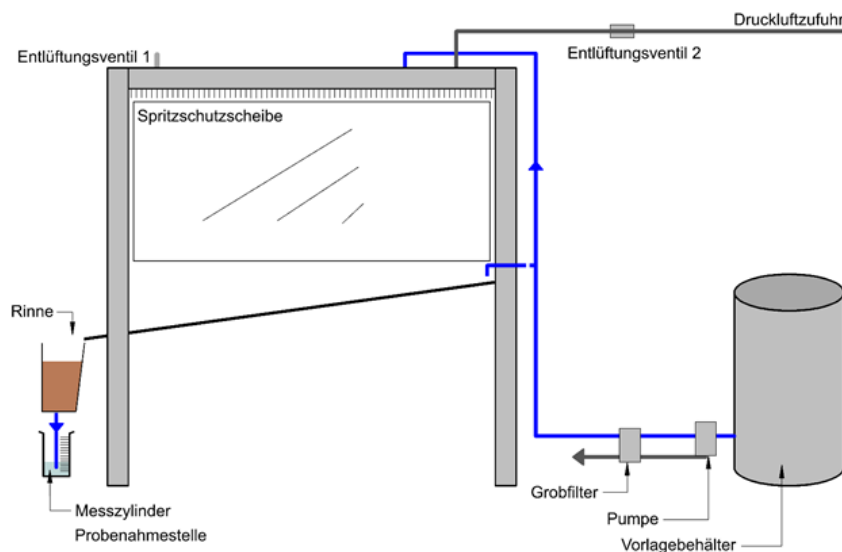 Druckluftzufuhr
Entlüftungsventil 1
Entlüftungsventil 2
Spritzschutzscheibe
Rinne
Grobfilter
Messzylinder
Probenahmestelle
Pumpe
Vorlagebehälter